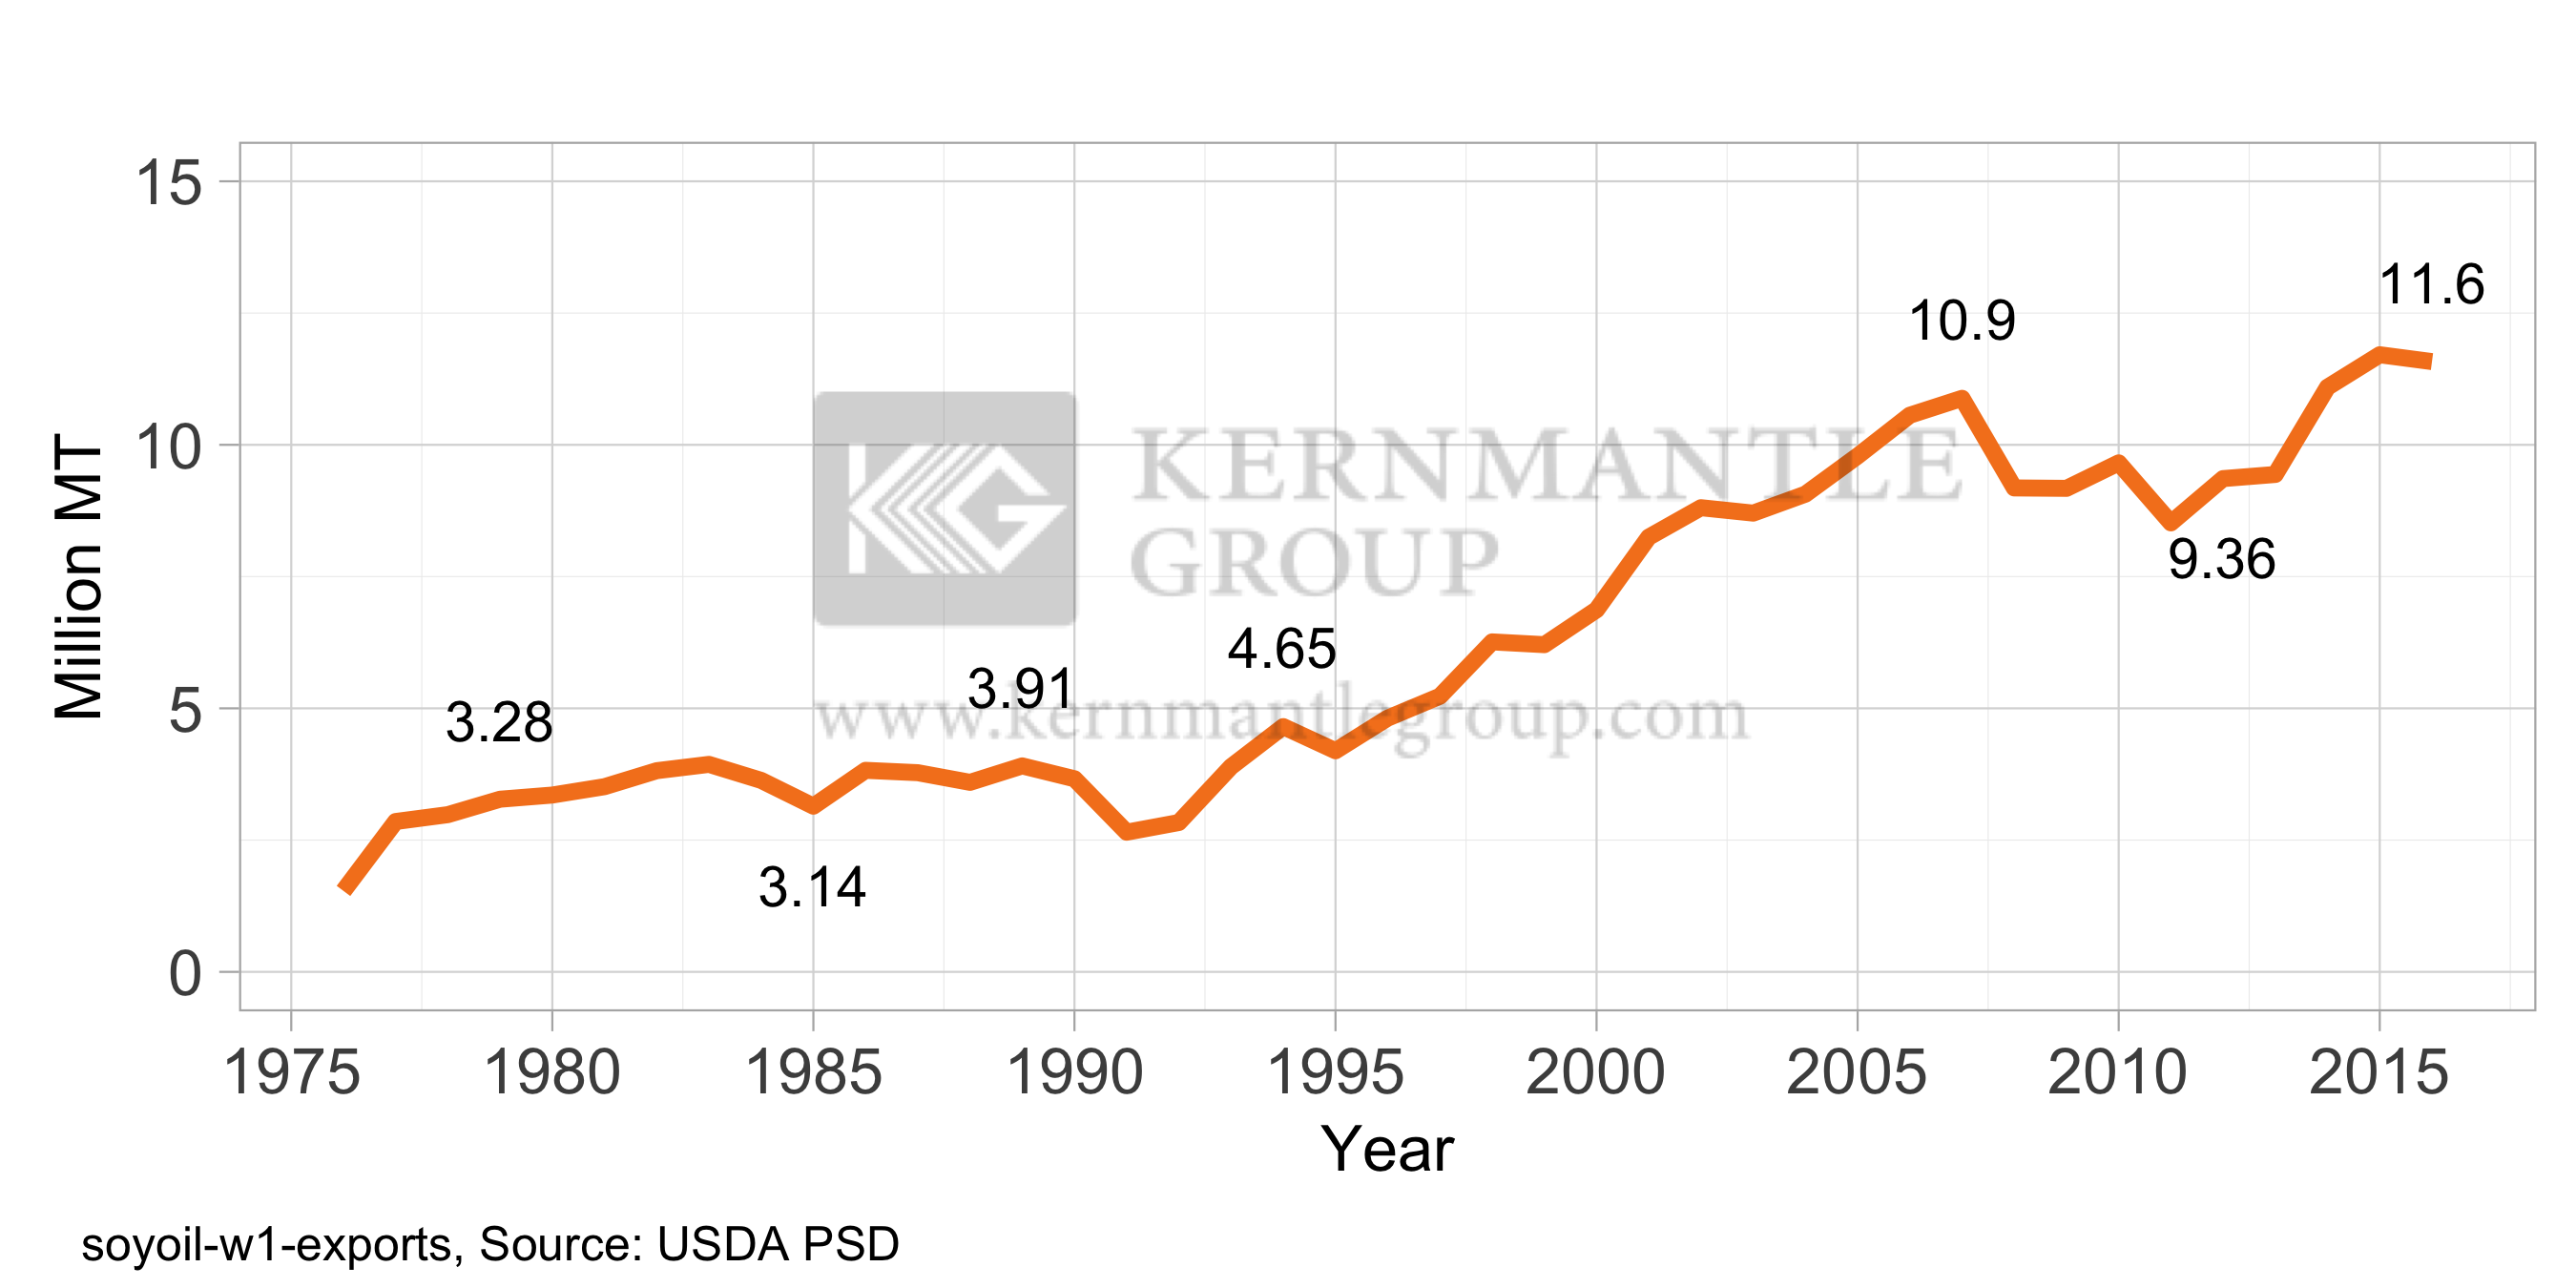 15
10
5
0
Million MT
3.28
3.14
3.91
4.65
10.9
9.36
11.6
KG KERNMANTLE
GROUP
www.kernmantlegroup.com
1975 1980 1985 1990 1995 2000 2005 2010 2015
Year
soyoil-w1-exports, Source: USDA PSD